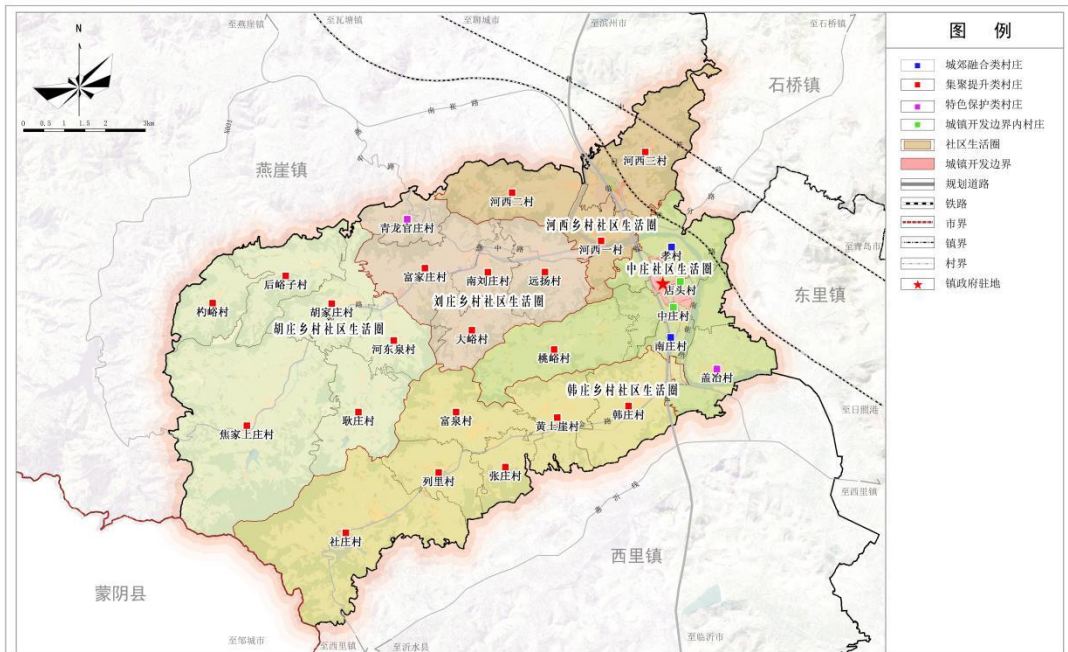 至燕崖镇
至瓦塘镇
至聊城市
至滨州市
至石桥镇
N
0 0.5 1 1.5 2 3km
南崔路
石桥镇
燕崖镇
河西三村
河西二村
青龙官庄村
河西乡村社区生活圈
河西一村
孝村
至青岛市
中庄社区生活圈
富家庄村
南刘庄村
远扬村
后峪子村
店头村
东里镇
刘庄乡村社区生活圈
杓峪村
胡家庄村
中庄村
胡庄乡村社区生活圈
大峪村
河东泉村
南庄村
桃峪村
盖冶村
韩庄乡村社区生活圈
至日照港
耿庄村
富泉村
韩庄村
黄土崖村
焦家上庄村
列里村
张庄村
至西里镇
社庄村
西里镇
蒙阴县
至邹城市
至西里镇
至沂水县
至临沂市
图 例
城郊融合类村庄
集聚提升类村庄
特色保护类村庄
城镇开发边界内村庄
社区生活圈
城镇开发边界
规划道路
铁路
市界
镇界
村界
镇政府驻地